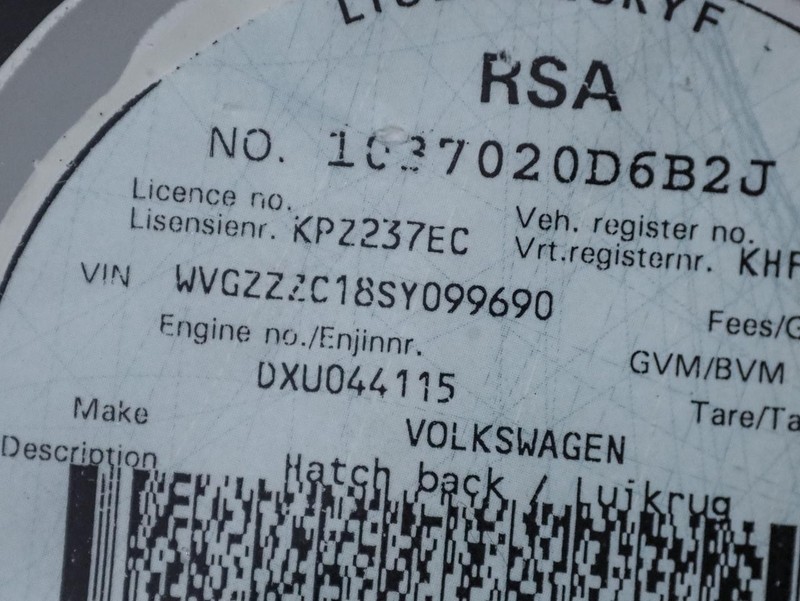 RSA
NO. 1037020D6B2J
Licence no.
Lisensienr. KPZ237EC
Veh. register no.
Vrt.registernr.
VIN WVGZZZC18SY099690
Engine no./Enjinnr.
DXU044115
Fees/G
GVM/BVM
Tare/Ta
Make VOLKSWAGEN
Description Hatch back / Luikrug